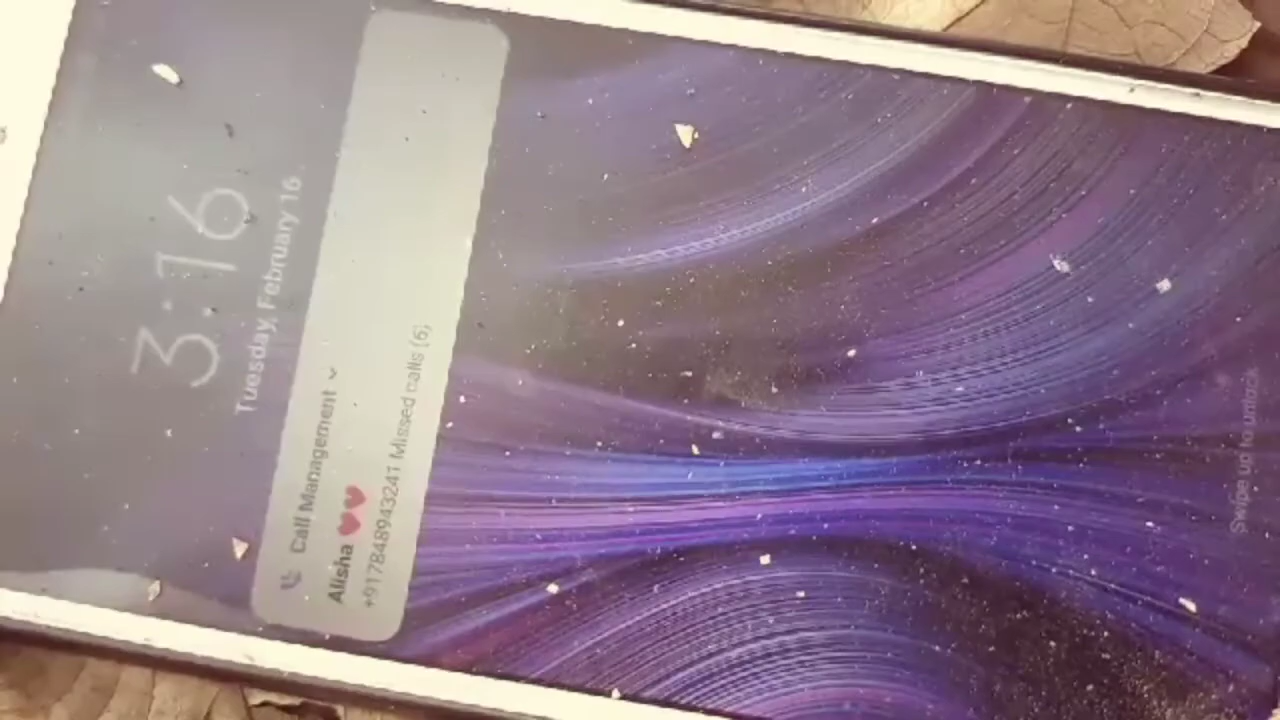 3:16
Tuesday, February 16
Call Management
Alisha ❤❤
+917848943241 Missed calls (6)
Swipe up to unlock